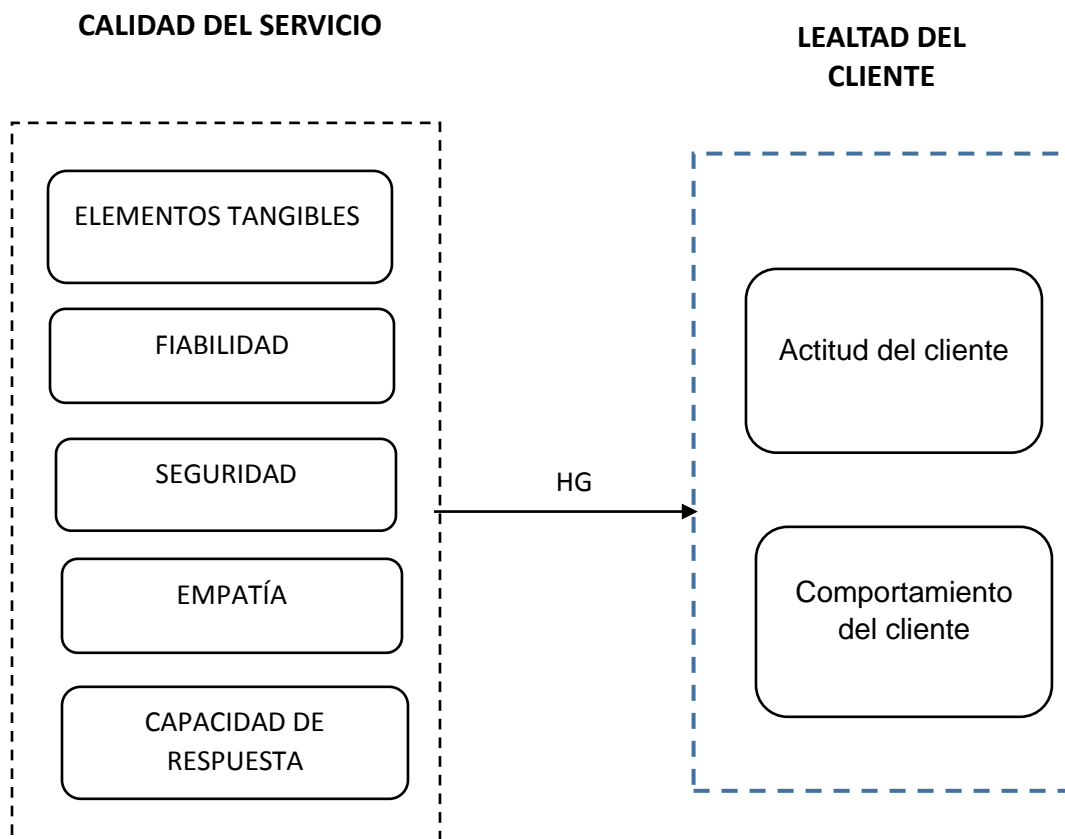 CALIDAD DEL SERVICIO
ELEMENTOS TANGIBLES
FIABILIDAD
SEGURIDAD
EMPATÍA
CAPACIDAD DE
RESPUESTA
HG
LEALTAD DEL
CLIENTE
Actitud del cliente
Comportamiento
del cliente